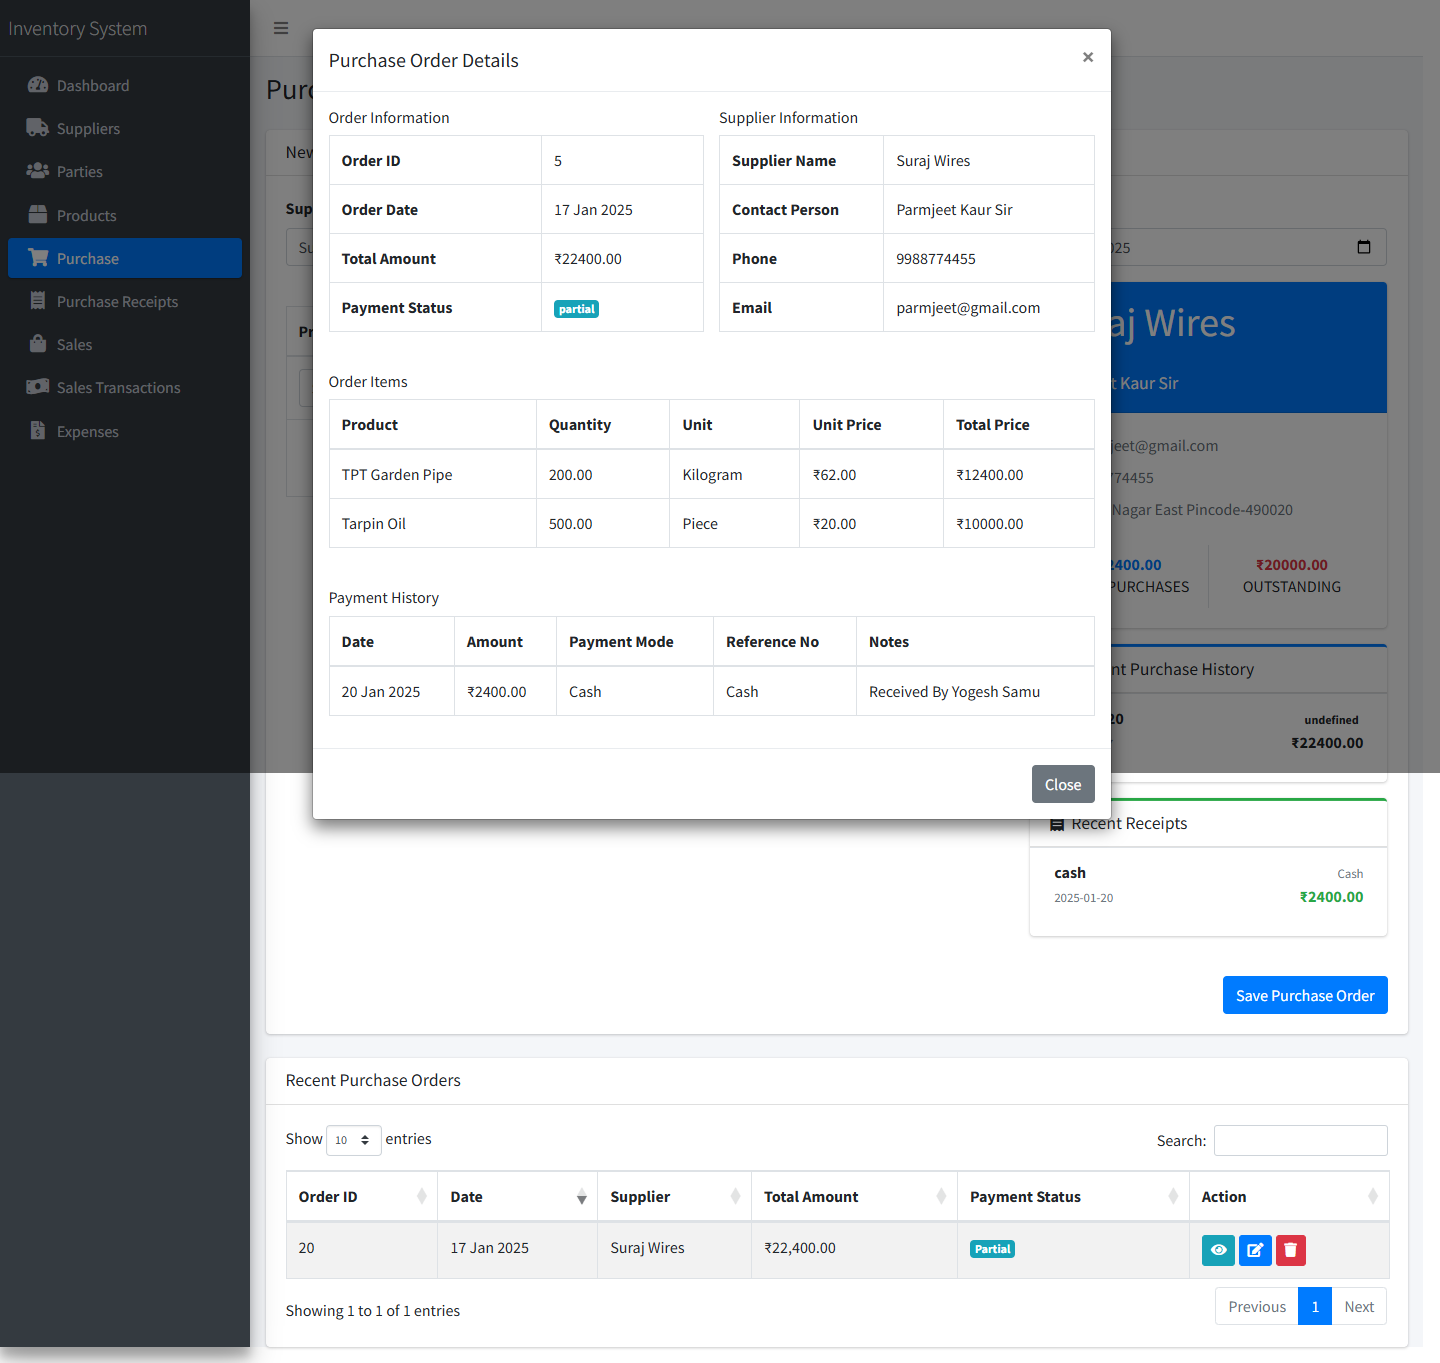 Inventory System
Dashboard
Suppliers
Parties
Products
Purchase
Purchase Receipts
Sales
Sales Transactions
Expenses
Purchase Order Details
×
Order Information
Order ID 5
Order Date 17 Jan 2025
Total Amount ₹22400.00
Payment Status partial
Supplier Information
Supplier Name Suraj Wires
Contact Person Parmjeet Kaur Sir
Phone 9988774455
Email parmjeet@gmail.com
Order Items
Product Quantity Unit Unit Price Total Price
TPT Garden Pipe 200.00 Kilogram ₹62.00 ₹12400.00
Tarpin Oil 500.00 Piece ₹20.00 ₹10000.00
Payment History
Date Amount Payment Mode Reference No Notes
20 Jan 2025 ₹2400.00 Cash Cash Received By Yogesh Samu
Close
Purc
New
Sup
Su
Pr
025
aj Wires
t Kaur Sir
jeet@gmail.com
774455
Nagar East Pincode-490020
2400.00
PURCHASES
₹20000.00
OUTSTANDING
nt Purchase History
20 undefined
₹22400.00
Recent Receipts
cash Cash
2025-01-20 ₹2400.00
Save Purchase Order
Recent Purchase Orders
Show 10 entries
Search:
Order ID Date Supplier Total Amount Payment Status Action
20 17 Jan 2025 Suraj Wires ₹22,400.00 Partial
Showing 1 to 1 of 1 entries
Previous 1 Next